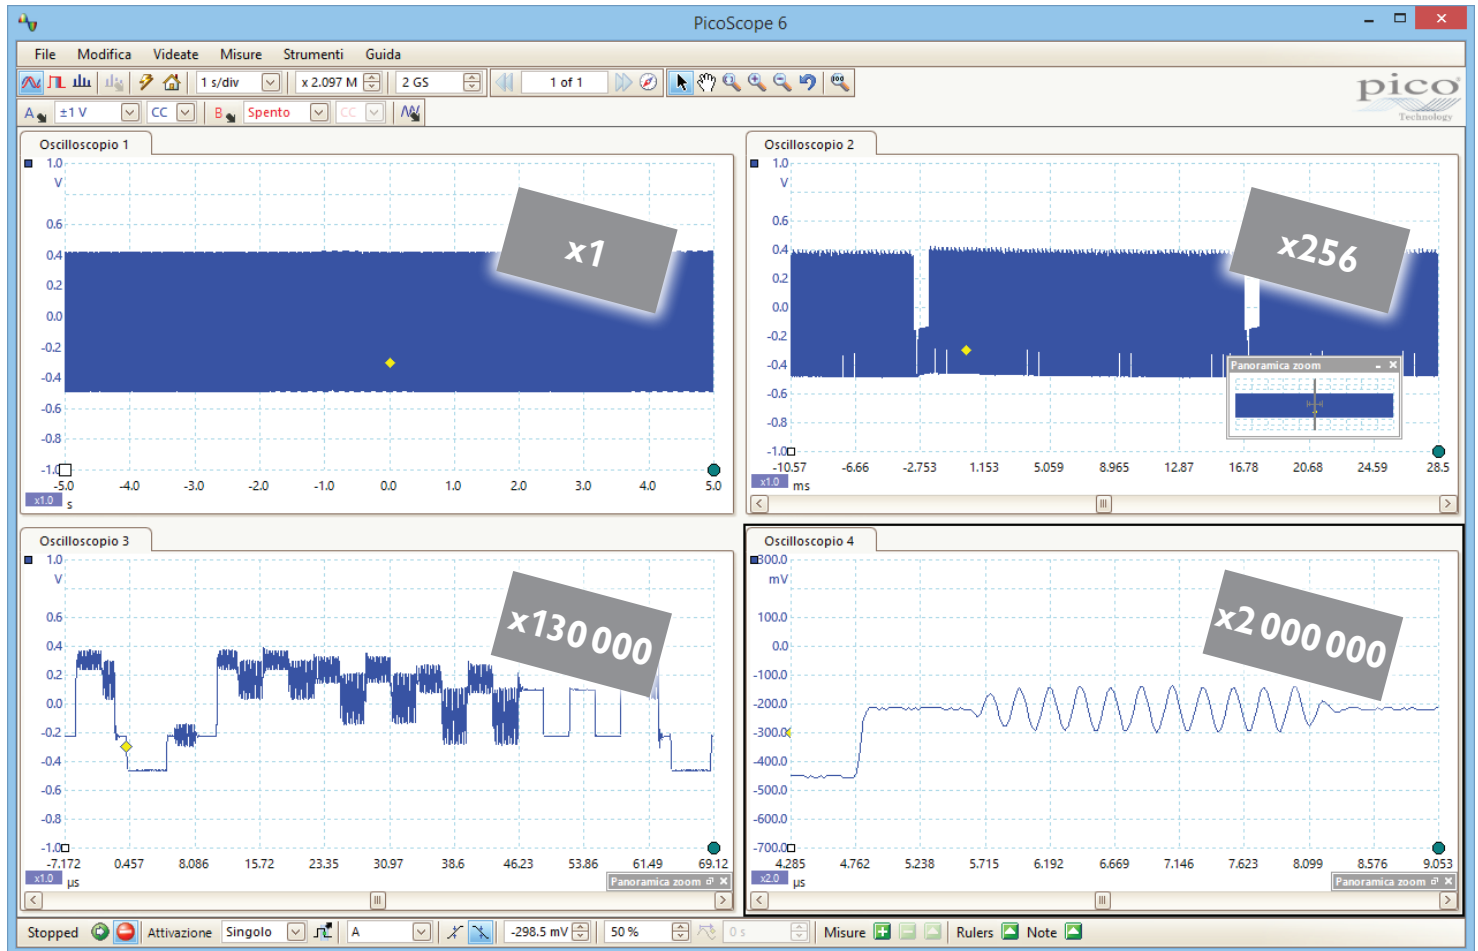 PicoScope 6
File Modifica Videate Misure Strumenti Guida
1 s/div x 2.097 M 2 GS 1 of 1
A ±1 V CC B Spento CC
pico
Technology
Oscilloscopio 1
1.0
V
0.6
0.4
0.2
0.0
-0.2
-0.4
-0.6
-0.8
-1.0
-5.0 -4.0 -3.0 -2.0 -1.0 0.0 1.0 2.0 3.0 4.0 5.0
x1.0 s
x1
Oscilloscopio 2
1.0
V
0.6
0.4
0.2
0.0
-0.2
-0.4
-0.6
-0.8
-1.0
-10.57 -6.66 -2.753 1.153 5.059 8.965 12.87 16.78 20.68 24.59 28.5
x1.0 ms
x256
Panoramica zoom
Oscilloscopio 3
1.0
V
0.6
0.4
0.2
0.0
-0.2
-0.4
-0.6
-0.8
-1.0
-7.172 0.457 8.086 15.72 23.35 30.97 38.6 46.23 53.86 61.49 69.12
x1.0 µs
x130 000
Panoramica zoom
Oscilloscopio 4
300.0
mV
100.0
0.0
-100.0
-200.0
-300.0
-400.0
-500.0
-600.0
-700.0
4.285 4.762 5.238 5.715 6.192 6.669 7.146 7.623 8.099 8.576 9.053
x2.0 µs
x2 000 000
Panoramica zoom
Stopped Attivazione Singolo A -298.5 mV 50 % 0 s Misure Rulers Note